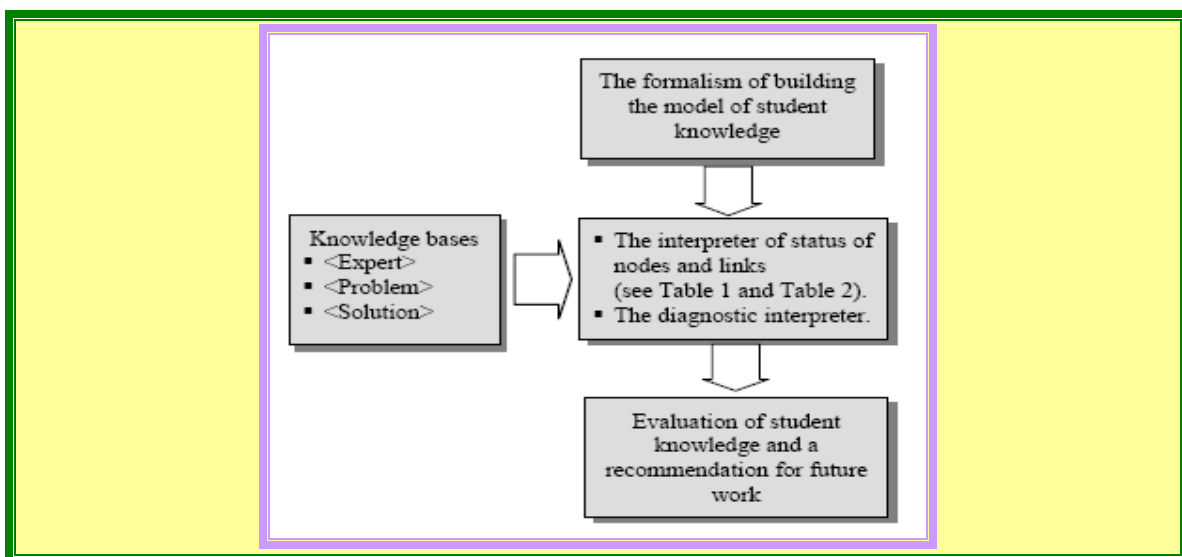 The formalism of building
the model of student
knowledge
Knowledge bases
▪ <Expert>
▪ <Problem>
▪ <Solution>
▪ The interpreter of status of
nodes and links
(see Table 1 and Table 2).
▪ The diagnostic interpreter.
Evaluation of student
knowledge and a
recommendation for future
work